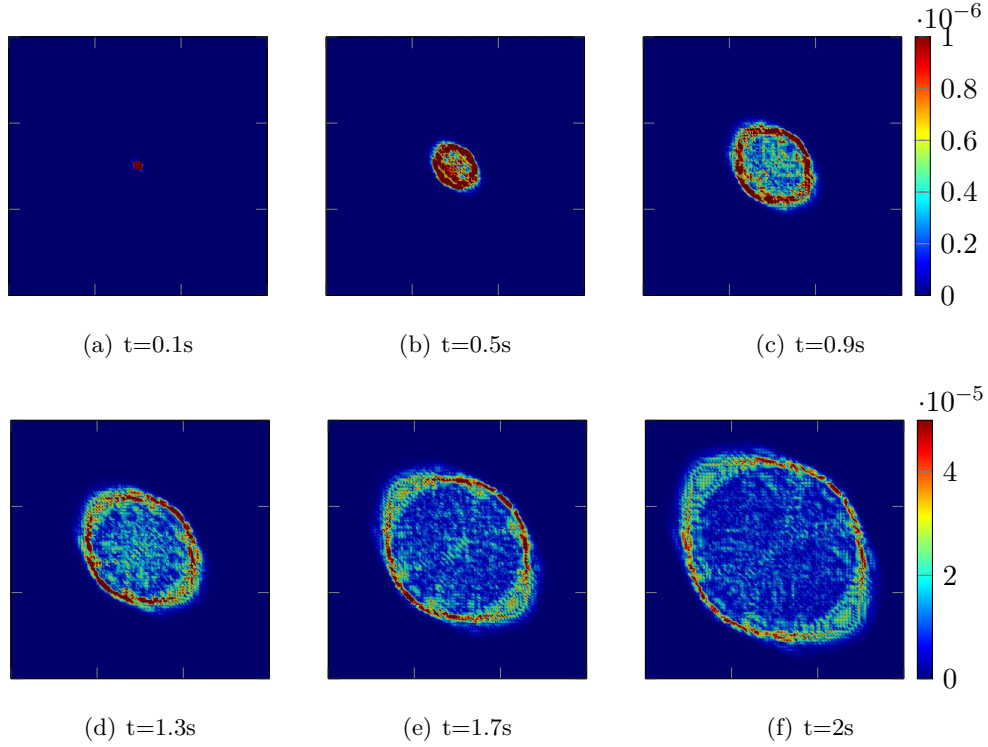 ·10⁻⁶
1
0.8
0.6
0.4
0.2
0
(a) t=0.1s
(b) t=0.5s
(c) t=0.9s
·10⁻⁵
4
2
0
(d) t=1.3s
(e) t=1.7s
(f) t=2s